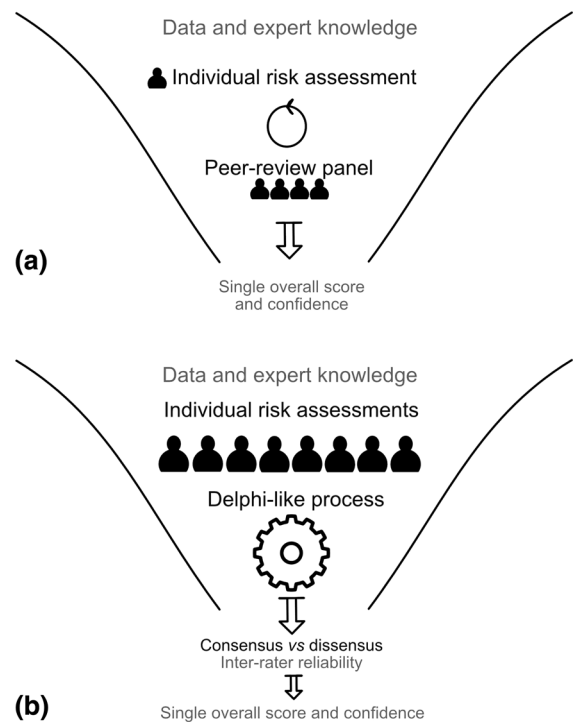 Data and expert knowledge
Individual risk assessment
Peer-review panel
(a)
Single overall score
and confidence
Data and expert knowledge
Individual risk assessments
Delphi-like process
Consensus vs dissensus
Inter-rater reliability
(b)
Single overall score and confidence